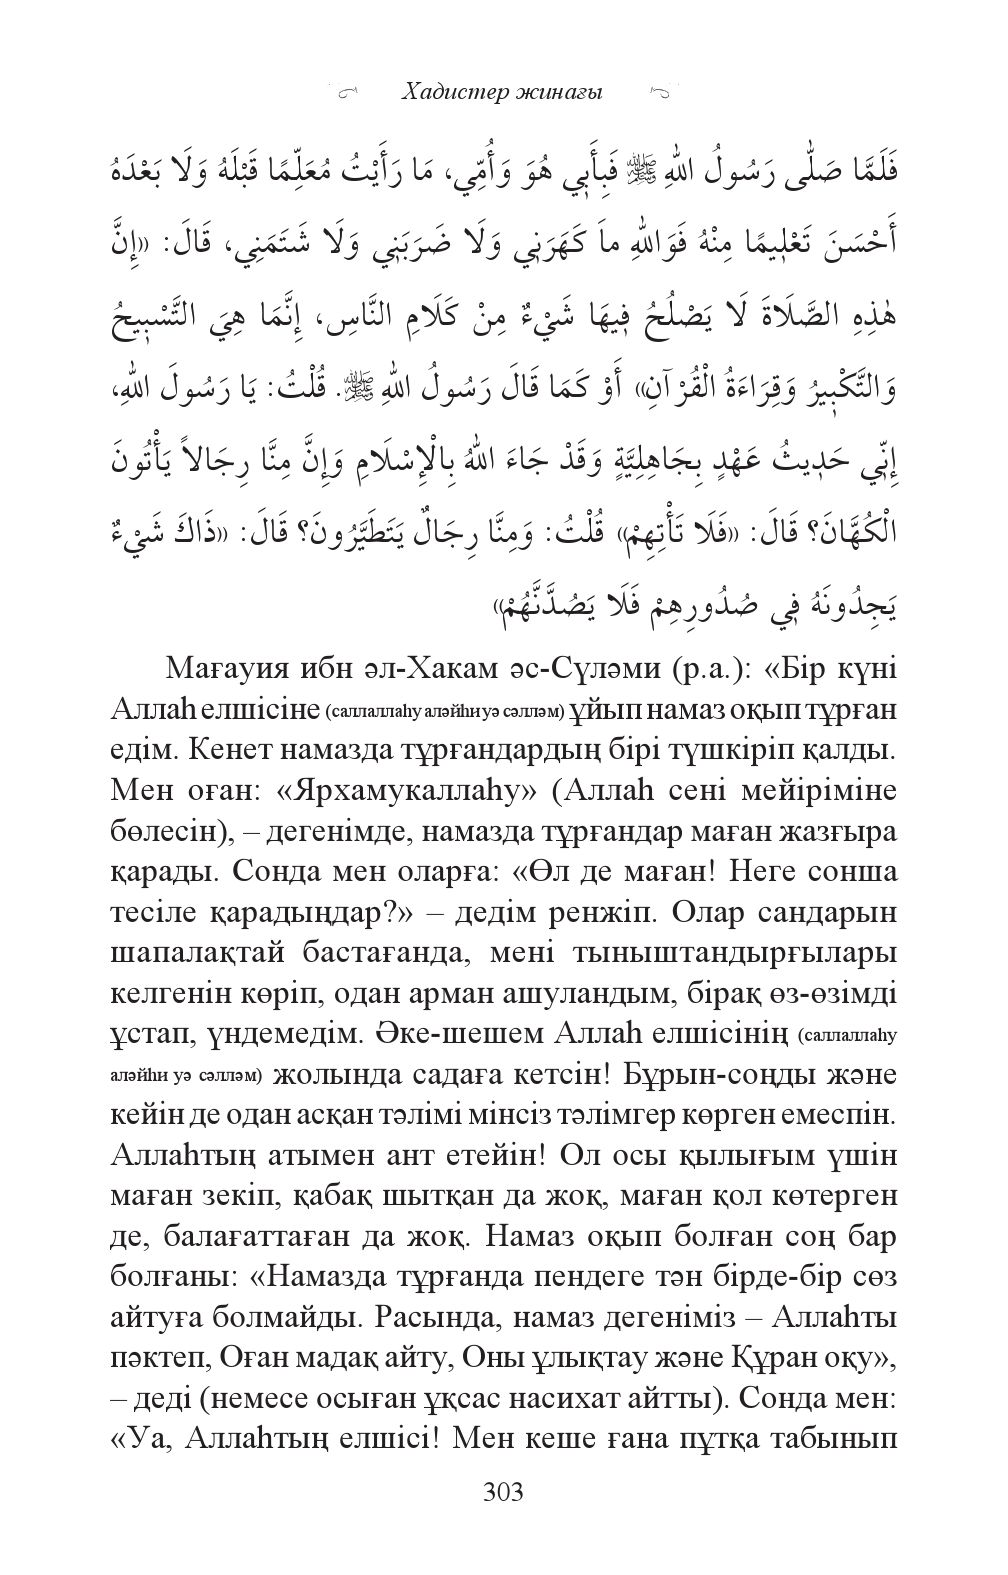 Хадистер жинағы
فَلَمَّا صَلَّى رَسُولُ اللهِ ﷺ فَبِأَبِي هُوَ وَأُمِّي، مَا رَأَيْتُ مُعَلِّمًا قَبْلَهُ وَلَا بَعْدَهُ
أَحْسَنَ تَعْلِيمًا مِنْهُ فَوَاللهِ ماَ كَهَرَنِي وَلَا ضَرَبَنِي وَلَا شَتَمَنِي، قَالَ: «إِنَّ
هٰذِهِ الصَّلَاةَ لَا يَصْلُحُ فِيهَا شَيْءٌ مِنْ كَلَامِ النَّاسِ، إِنَّمَا هِيَ التَّسْبِيحُ
وَالتَّكْبِيرُ وَقِرَاءَةُ الْقُرْآنِ» أَوْ كَمَا قَالَ رَسُولُ اللهِ ﷺ. قُلْتُ: يَا رَسُولَ اللهِ،
إِنِّي حَدِيثُ عَهْدٍ بِجَاهِلِيَّةٍ وَقَدْ جَاءَ اللهُ بِالْإِسْلَامِ وَإِنَّ مِنَّا رِجَالاً يَأْتُونَ
الْكُهَّانَ؟ قَالَ: «فَلَا تَأْتِهِمْ» قُلْتُ: وَمِنَّا رِجَالٌ يَتَطَيَّرُونَ؟ قَالَ: «ذَاكَ شَيْءٌ
يَجِدُونَهُ فِي صُدُورِهِمْ فَلَا يَصُدَّنَّهُمْ»
Мағауия ибн әл-Хакам әс-Сүләми (р.а.): «Бір күні
Аллаһ елшісіне (саллаллаһу аләйһи уә сәлләм) ұйып намаз оқып тұрған
едім. Кенет намазда тұрғандардың бірі түшкіріп қалды.
Мен оған: «Ярхамукаллаһу» (Аллаһ сені мейіріміне
бөлесін), – дегенімде, намазда тұрғандар маған жазғыра
қарады. Сонда мен оларға: «Өл де маған! Неге сонша
тесіле қарадыңдар?» – дедім ренжіп. Олар сандарын
шапалақтай бастағанда, мені тыныштандырғылары
келгенін көріп, одан арман ашуландым, бірақ өз-өзімді
ұстап, үндемедім. Әке-шешем Аллаһ елшісінің (саллаллаһу
аләйһи уә сәлләм) жолында садаға кетсін! Бұрын-соңды және
кейін де одан асқан тәлімі мінсіз тәлімгер көрген емеспін.
Аллаһтың атымен ант етейін! Ол осы қылығым үшін
маған зекіп, қабақ шытқан да жоқ, маған қол көтерген
де, балағаттаған да жоқ. Намаз оқып болған соң бар
болғаны: «Намазда тұрғанда пендеге тән бірде-бір сөз
айтуға болмайды. Расында, намаз дегеніміз – Аллаһты
пәктеп, Оған мадақ айту, Оны ұлықтау және Құран оқу»,
– деді (немесе осыған ұқсас насихат айтты). Сонда мен:
«Уа, Аллаһтың елшісі! Мен кеше ғана пұтқа табынып
303